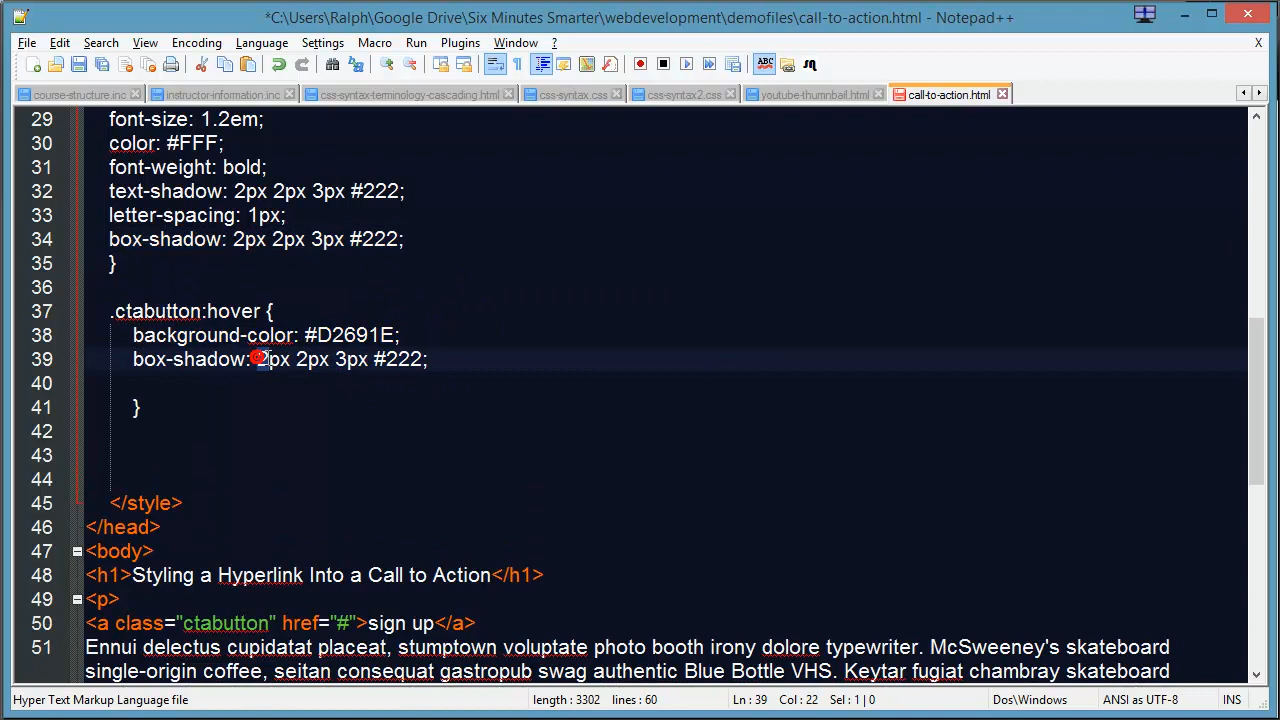 *C:\Users\Ralph\Google Drive\Six Minutes Smarter\webdevelopment\demofiles\call-to-action.html - Notepad++
File Edit Search View Encoding Language Settings Macro Run Plugins Window ? X
course-structure.inc instructor-information.inc css-syntax-terminology-cascading.html css-syntax.css css-syntax2.css youtube-thumnbail.html call-to-action.html
29 font-size: 1.2em;
30 color: #FFF;
31 font-weight: bold;
32 text-shadow: 2px 2px 3px #222;
33 letter-spacing: 1px;
34 box-shadow: 2px 2px 3px #222;
35 }
36
37 .ctabutton:hover {
38 background-color: #D2691E;
39 box-shadow: 2px 2px 3px #222;
40
41 }
42
43
44
45 </style>
46 </head>
47 <body>
48 <h1>Styling a Hyperlink Into a Call to Action</h1>
49 <p>
50 <a class="ctabutton" href="#">sign up</a>
51 Ennui delectus cupidatat placeat, stumptown voluptate photo booth irony dolore typewriter. McSweeney's skateboard
single-origin coffee, seitan consequat gastropub swag authentic Blue Bottle VHS. Keytar fugiat chambray skateboard
Hyper Text Markup Language file length : 3302 lines : 60 Ln : 39 Col : 22 Sel : 1 | 0 Dos\Windows ANSI as UTF-8 INS